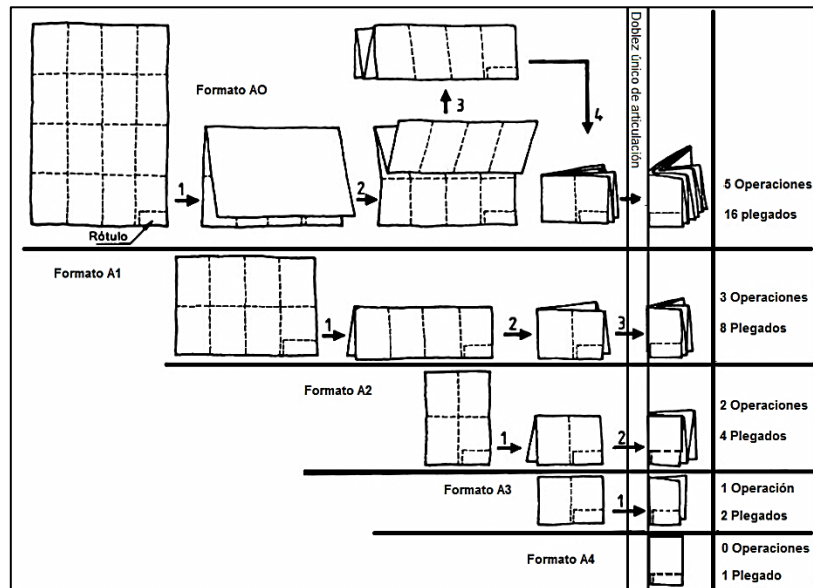 Formato AO
3
4
Doblez único de articulación
1
2
Rótulo
5 Operaciones
16 plegados
Formato A1
1
2
3
3 Operaciones
8 Plegados
Formato A2
1
2
2 Operaciones
4 Plegados
Formato A3
1
1 Operación
2 Plegados
Formato A4
0 Operaciones
1 Plegado